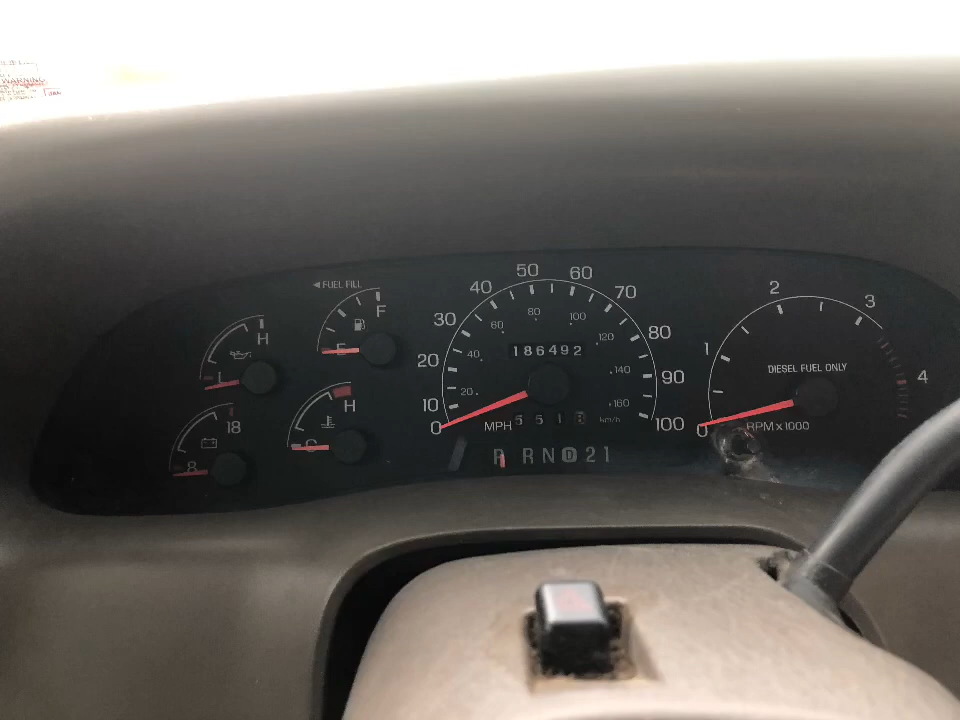 WARNING
◀ FUEL FILL
F
E
H
L
H
C
18
8
0 10 20 30 40 50 60 70 80 90 100
20 40 60 80 100 120 140 160
186492
MPH
km/h
P R N D 2 1
0 1 2 3 4
DIESEL FUEL ONLY
RPM x 1000